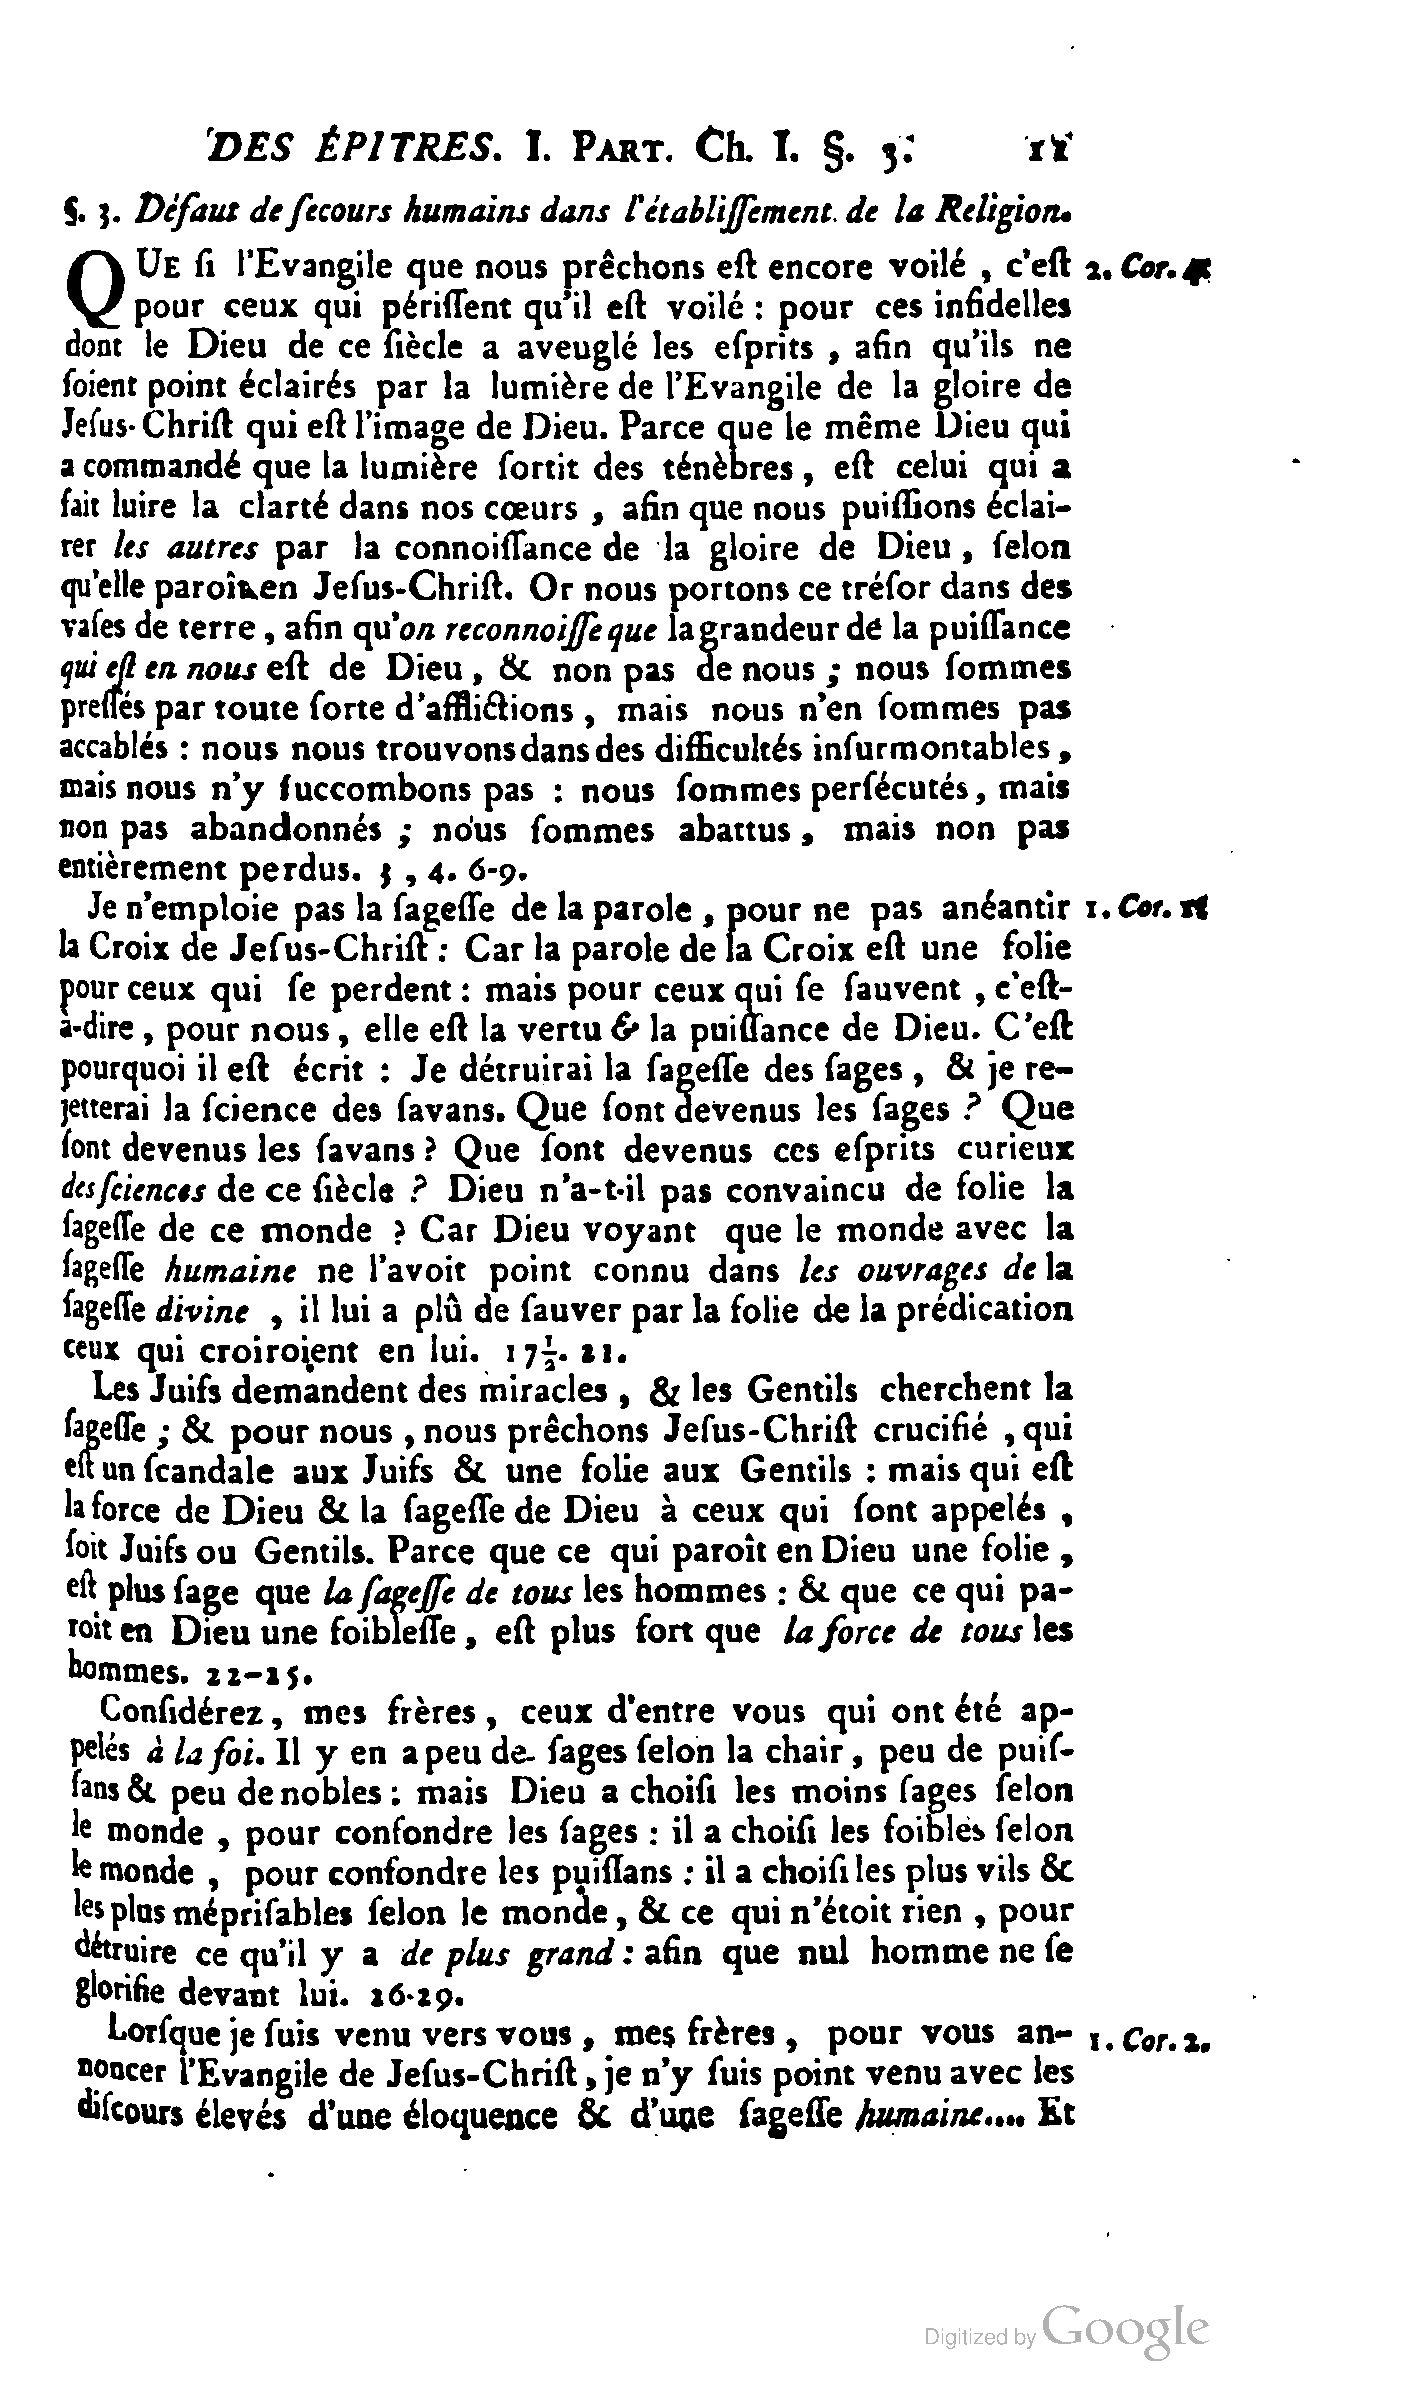 DES ÉPITRES. I. PART. Ch. I. §. 3. 11
§. 3. Défaut de ſecours humains dans l'établiſſement de la Religion.
QUE ſi l'Evangile que nous prêchons eſt encore voilé , c'eſt 2. Cor. 4
pour ceux qui périſſent qu'il eſt voilé : pour ces infidelles
dont le Dieu de ce ſiècle a aveuglé les eſprits , afin qu'ils ne
ſoient point éclairés par la lumière de l'Evangile de la gloire de
Jeſus-Chriſt qui eſt l'image de Dieu. Parce que le même Dieu qui
a commandé que la lumière ſortit des ténèbres , eſt celui qui a
fait luire la clarté dans nos cœurs , afin que nous puiſſions éclai-
rer les autres par la connoiſſance de la gloire de Dieu , ſelon
qu'elle paroît en Jeſus-Chriſt. Or nous portons ce tréſor dans des
vaſes de terre , afin qu'on reconnoiſſe que la grandeur de la puiſſance
qui eſt en nous eſt de Dieu , & non pas de nous ; nous ſommes
preſſés par toute ſorte d'afflictions , mais nous n'en ſommes pas
accablés : nous nous trouvons dans des difficultés inſurmontables ,
mais nous n'y ſuccombons pas : nous ſommes perſécutés , mais
non pas abandonnés ; nous ſommes abattus , mais non pas
entièrement perdus. 3 , 4. 6-9.
Je n'emploie pas la ſageſſe de la parole , pour ne pas anéantir 1. Cor. 1
la Croix de Jeſus-Chriſt : Car la parole de la Croix eſt une folie
pour ceux qui ſe perdent : mais pour ceux qui ſe ſauvent , c'eſt-
à-dire , pour nous , elle eſt la vertu & la puiſſance de Dieu. C'eſt
pourquoi il eſt écrit : Je détruirai la ſageſſe des ſages , & je re-
jetterai la ſcience des ſavans. Que ſont devenus les ſages ? Que
ſont devenus les ſavans ? Que ſont devenus ces eſprits curieux
des ſciences de ce ſiècle ? Dieu n'a-t-il pas convaincu de folie la
ſageſſe de ce monde ? Car Dieu voyant que le monde avec la
ſageſſe humaine ne l'avoit point connu dans les ouvrages de la
ſageſſe divine , il lui a plû de ſauver par la folie de la prédication
ceux qui croiroient en lui. 17½. 21.
Les Juifs demandent des miracles , & les Gentils cherchent la
ſageſſe ; & pour nous , nous prêchons Jeſus-Chriſt crucifié , qui
eſt un ſcandale aux Juifs & une folie aux Gentils : mais qui eſt
la force de Dieu & la ſageſſe de Dieu à ceux qui ſont appelés ,
ſoit Juifs ou Gentils. Parce que ce qui paroît en Dieu une folie ,
eſt plus ſage que la ſageſſe de tous les hommes : & que ce qui pa-
roit en Dieu une foibleſſe , eſt plus fort que la force de tous les
hommes. 22-25.
Conſidérez , mes frères , ceux d'entre vous qui ont été ap-
pelés à la foi. Il y en a peu de ſages ſelon la chair , peu de puiſ-
ſans & peu de nobles : mais Dieu a choiſi les moins ſages ſelon
le monde , pour confondre les ſages : il a choiſi les foibles ſelon
le monde , pour confondre les puiſſans : il a choiſi les plus vils &
les plus mépriſables ſelon le monde , & ce qui n'étoit rien , pour
détruire ce qu'il y a de plus grand : afin que nul homme ne ſe
glorifie devant lui. 26-29.
Lorſque je ſuis venu vers vous , mes frères , pour vous an- 1. Cor. 2.
noncer l'Evangile de Jeſus-Chriſt , je n'y ſuis point venu avec les
diſcours élevés d'une éloquence & d'une ſageſſe humaine.... Et
Digitized by Google